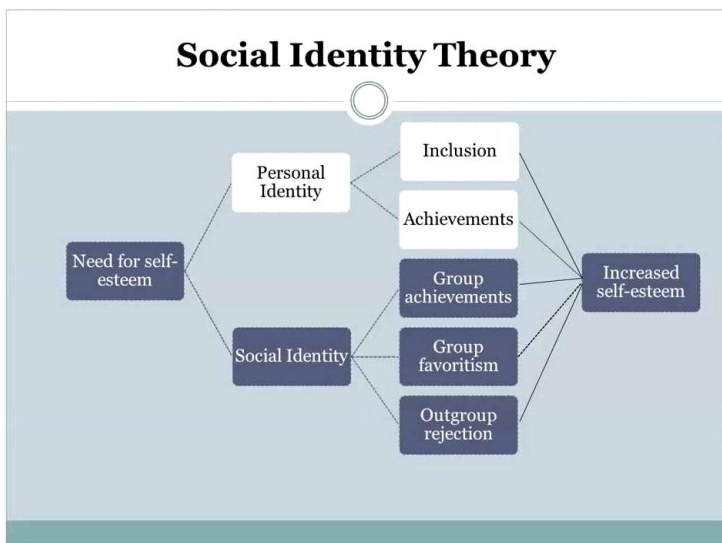 Social Identity Theory
Need for self-
esteem
Personal
Identity
Social Identity
Inclusion
Achievements
Group
achievements
Group
favoritism
Outgroup
rejection
Increased
self-esteem